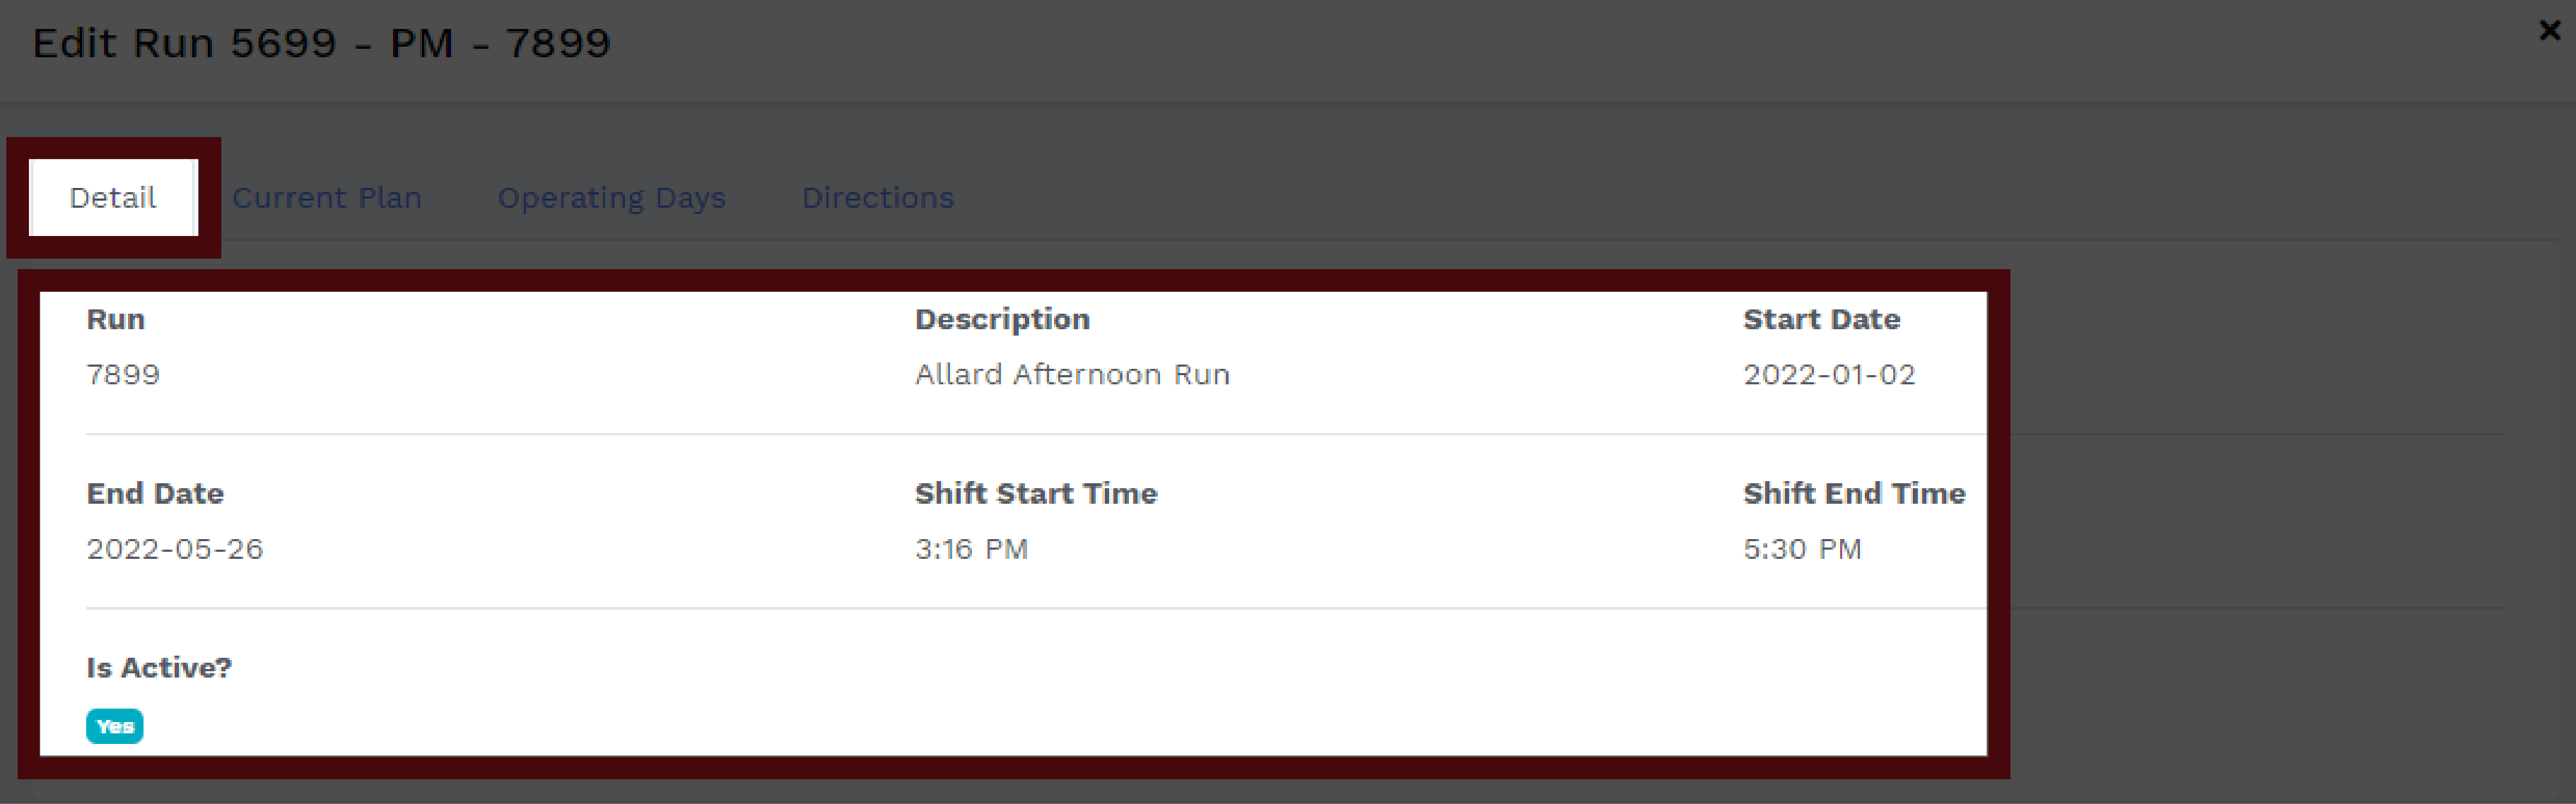 Edit Run 5699 - PM - 7899
×
Detail Current Plan Operating Days Directions
Run Description Start Date
7899 Allard Afternoon Run 2022-01-02
End Date Shift Start Time Shift End Time
2022-05-26 3:16 PM 5:30 PM
Is Active?
Yes